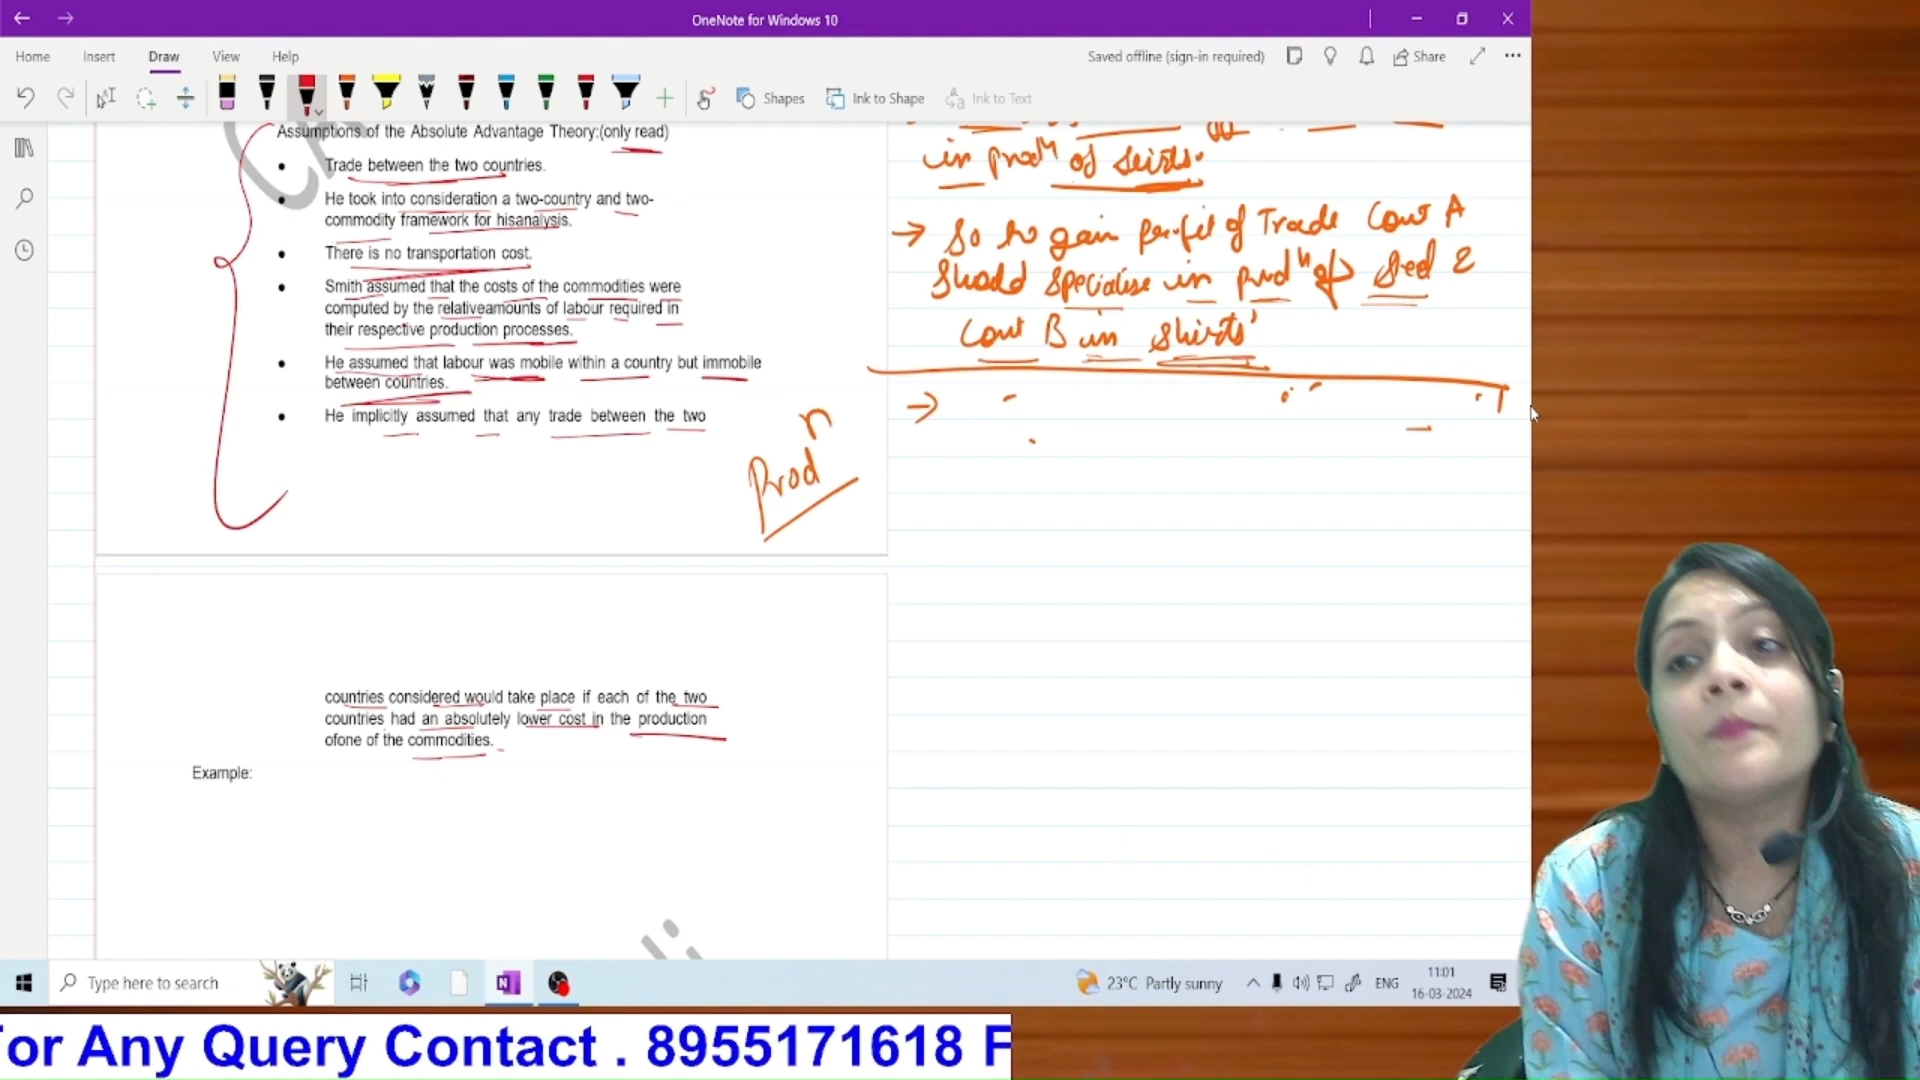 OneNote for Windows 10
Home Insert Draw View Help
Saved offline (sign-in required)
Share
Shapes
Ink to Shape
Ink to Text
Assumptions of the Absolute Advantage Theory:(only read)
• Trade between the two countries.
• He took into consideration a two-country and two-
commodity framework for hisanalysis.
• There is no transportation cost.
• Smith assumed that the costs of the commodities were
computed by the relativeamounts of labour required in
their respective production processes.
• He assumed that labour was mobile within a country but immobile
between countries.
• He implicitly assumed that any trade between the two
Prodn
countries considered would take place if each of the two
countries had an absolutely lower cost in the production
ofone of the commodities.
Example:
in prodn of shirts.
→ So to gain profit of Trade Cout A
Should Specialise in prodn of Steel &
Cout B in Shirts'
→
Type here to search
23°C Partly sunny
ENG
11:01
16-03-2024
For Any Query Contact . 8955171618 F